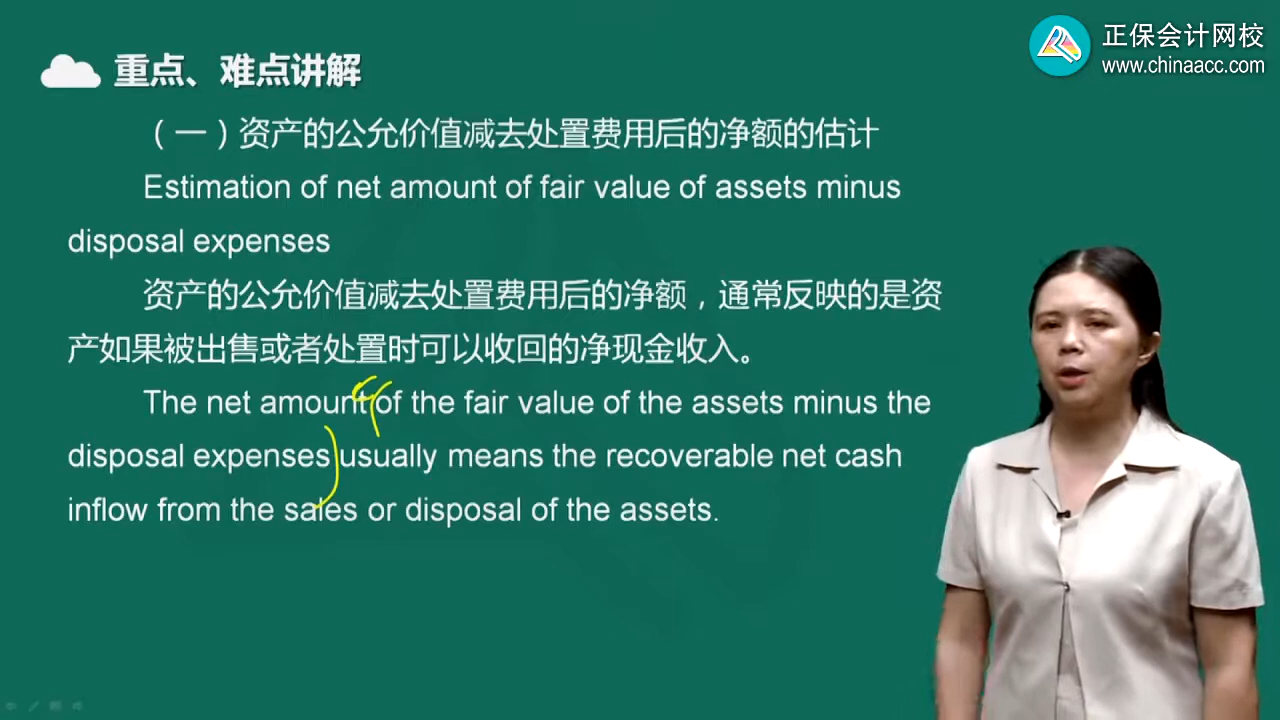 正保会计网校
www.chinaacc.com
重点、难点讲解
（一）资产的公允价值减去处置费用后的净额的估计
Estimation of net amount of fair value of assets minus
disposal expenses
资产的公允价值减去处置费用后的净额，通常反映的是资
产如果被出售或者处置时可以收回的净现金收入。
The net amount of the fair value of the assets minus the
disposal expenses usually means the recoverable net cash
inflow from the sales or disposal of the assets.